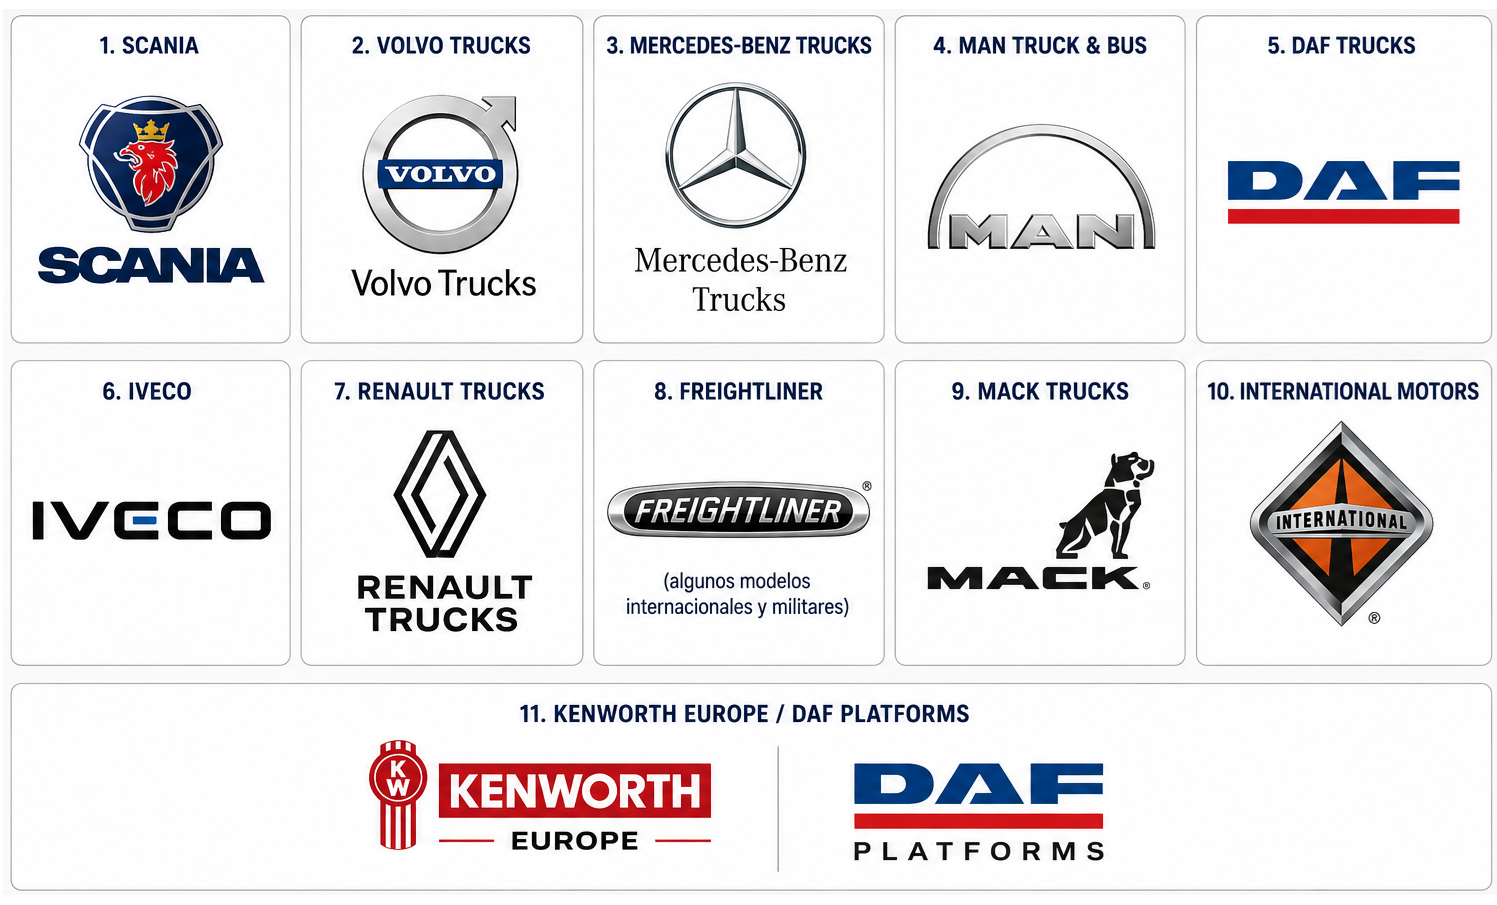 1. SCANIA
SCANIA
2. VOLVO TRUCKS
VOLVO
Volvo Trucks
3. MERCEDES-BENZ TRUCKS
Mercedes-Benz
Trucks
4. MAN TRUCK & BUS
MAN
5. DAF TRUCKS
DAF
6. IVECO
IVECO
7. RENAULT TRUCKS
RENAULT
TRUCKS
8. FREIGHTLINER
FREIGHTLINER®
(algunos modelos
internacionales y militares)
9. MACK TRUCKS
MACK®
10. INTERNATIONAL MOTORS
INTERNATIONAL
®
11. KENWORTH EUROPE / DAF PLATFORMS
KW
KENWORTH
EUROPE
DAF
PLATFORMS